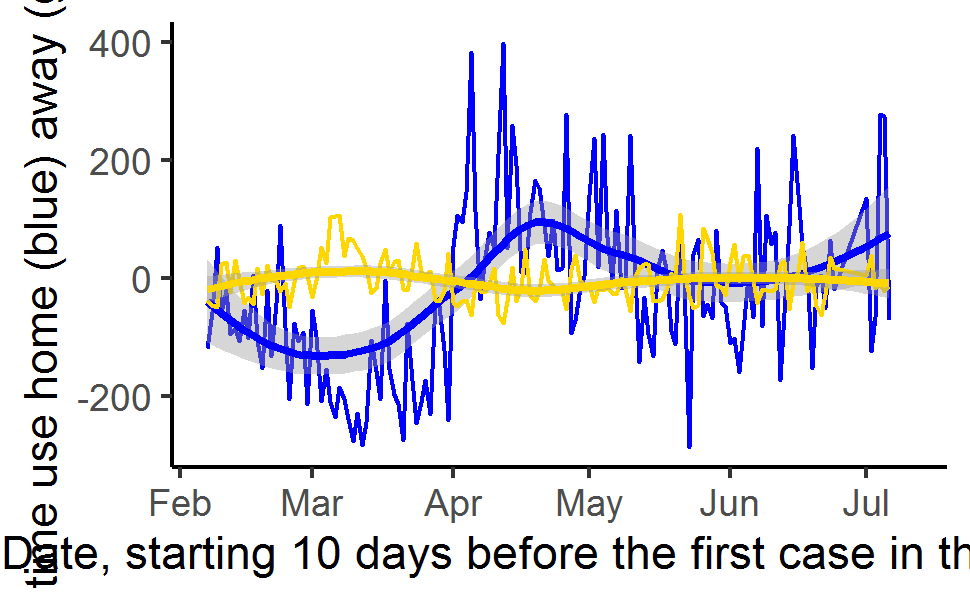 time use home (blue) away (
400
200
0
-200
Feb Mar Apr May Jun Jul
Date, starting 10 days before the first case in th